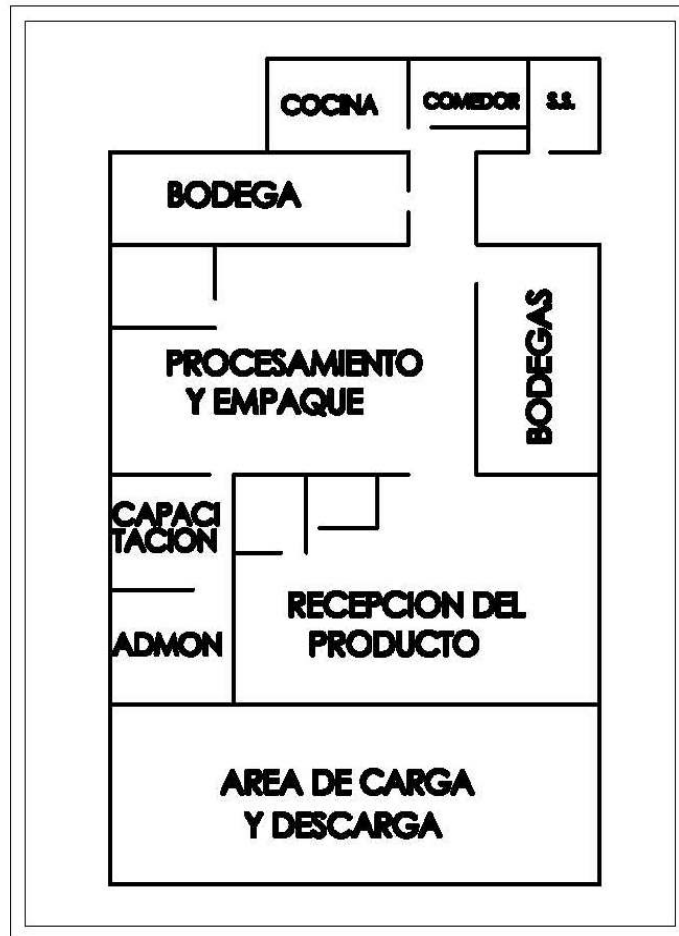 COCINA
COMEDOR
S.S.
BODEGA
BODEGAS
PROCESAMIENTO
Y EMPAQUE
CAPACI
TACION
RECEPCION DEL
PRODUCTO
ADMON
AREA DE CARGA
Y DESCARGA